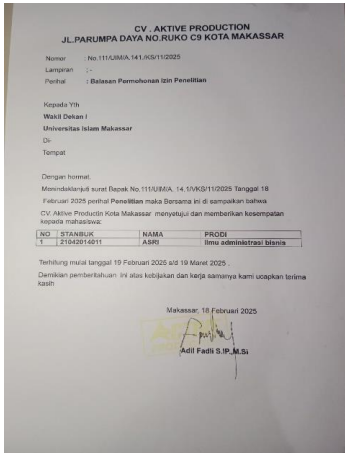 CV . AKTIVE PRODUCTION
JL.PARUMPA DAYA NO.RUKO C9 KOTA MAKASSAR
Nomor : No.111/UIM/A.141./KS/11/2025
Lampiran : -
Perihal : Balasan Permohonan Izin Penelitian
Kepada Yth
Wakil Dekan I
Universitas Islam Makassar
Di-
Tempat
Dengan hormat,
Menindaklanjuti surat Bapak No.111/UIM/A. 14.1/VKS/11/2025 Tanggal 18
Februari 2025 perihal Penelitian maka Bersama ini di sampaikan bahwa
CV. Aktive Productin Kota Makassar menyetujui dan memberikan kesempatan
kepada mahasiswa:
NO STANBUK NAMA PRODI
1 21042014011 ASRI Ilmu administrasi bisnis
Terhitung mulai tanggal 19 Februari 2025 s/d 19 Maret 2025 .
Demikian pemberitahuan ini atas kebijakan dan kerja samanya kami ucapkan terima
kasih
Makassar, 18 Februari 2025
Adil Fadli S.IP.,M.Si